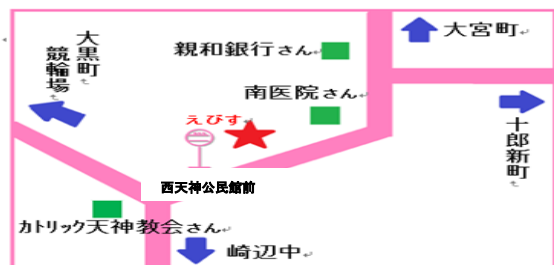 大宮町
親和銀行さん
大黒町
競輪場
南医院さん
えびす
十郎新町
西天神公民館前
カトリック天神教会さん
崎辺中